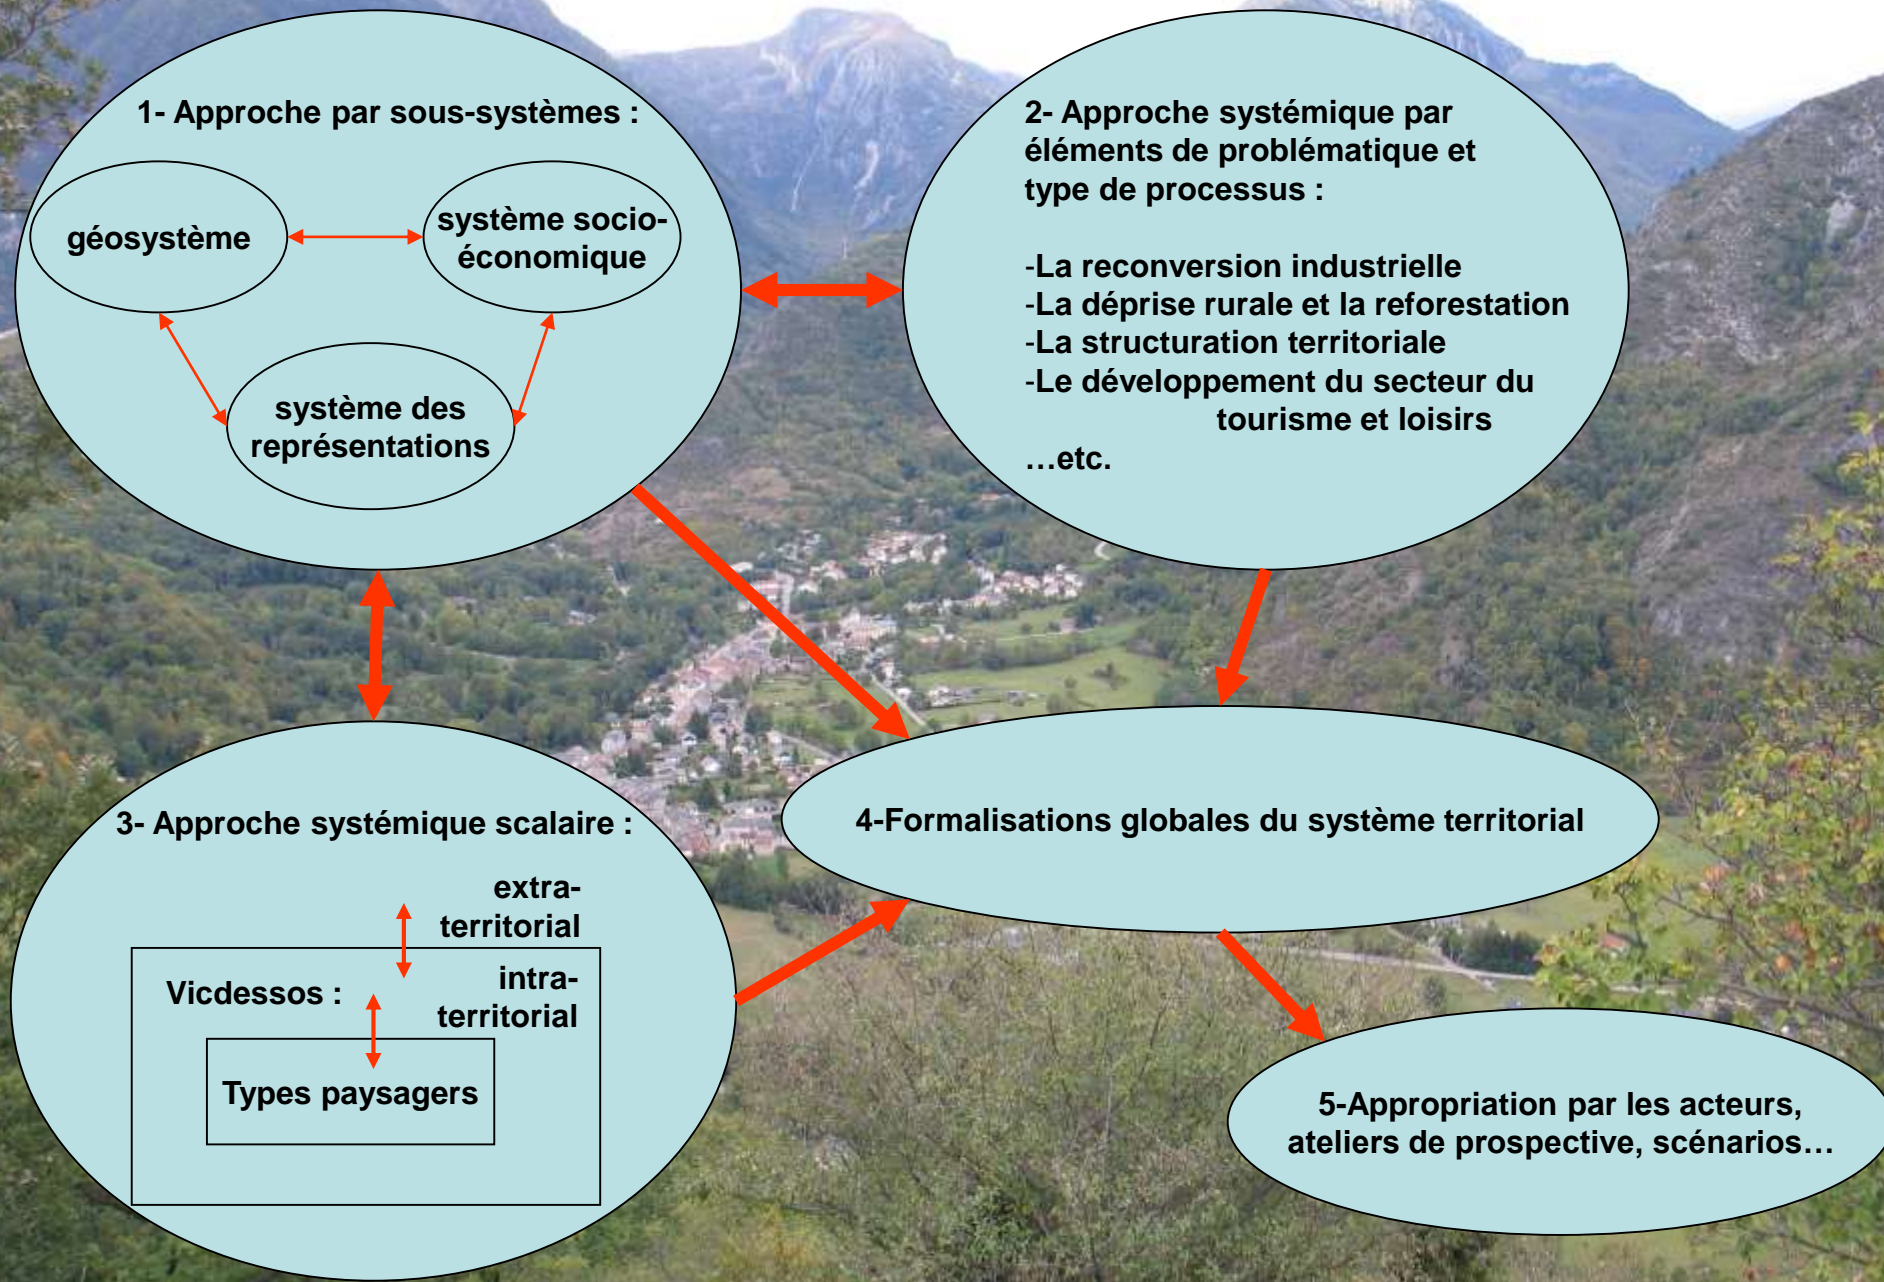 1- Approche par sous-systèmes :
géosystème
système socio-
économique
système des
représentations
2- Approche systémique par
éléments de problématique et
type de processus :
-La reconversion industrielle
-La déprise rurale et la reforestation
-La structuration territoriale
-Le développement du secteur du
tourisme et loisirs
…etc.
3- Approche systémique scalaire :
extra-
territorial
Vicdessos :
intra-
territorial
Types paysagers
4-Formalisations globales du système territorial
5-Appropriation par les acteurs,
ateliers de prospective, scénarios…